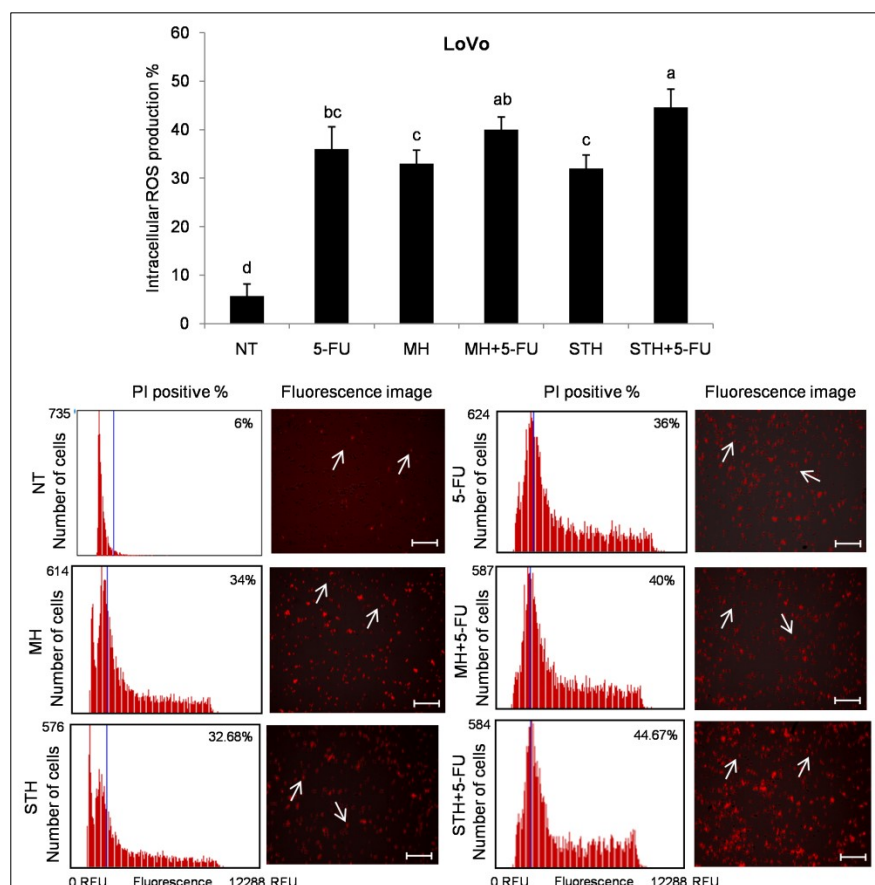 LoVo
Intracellular ROS production %
60
50
40
30
20
10
0
d
bc
c
ab
c
a
NT
5-FU
MH
MH+5-FU
STH
STH+5-FU
PI positive %
Fluorescence image
PI positive %
Fluorescence image
NT
Number of cells
735
6%
5-FU
Number of cells
624
36%
MH
Number of cells
614
34%
MH+5-FU
Number of cells
587
40%
STH
Number of cells
576
32.68%
STH+5-FU
Number of cells
584
44.67%
0 RFU Fluorescence 12288 RFU
0 RFU Fluorescence 12288 RFU